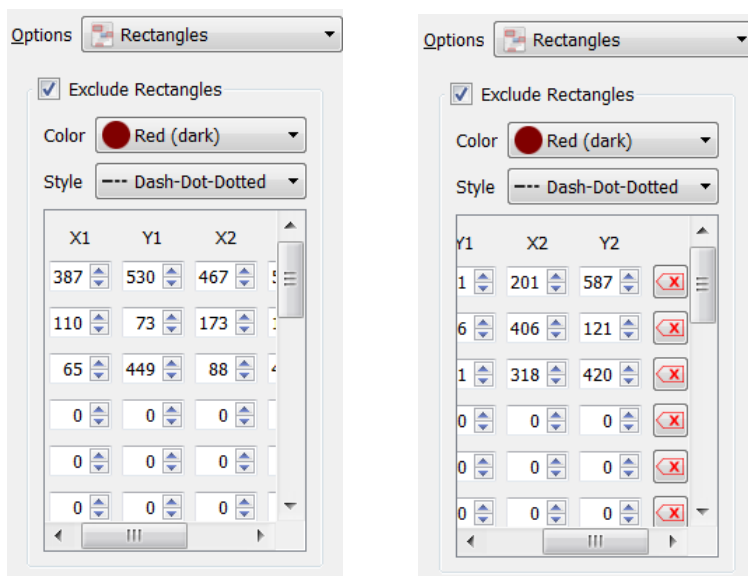 Options Rectangles
Exclude Rectangles
Color Red (dark)
Style Dash-Dot-Dotted
X1 Y1 X2
387 530 467
110 73 173
65 449 88
0 0 0
0 0 0
0 0 0
Options Rectangles
Exclude Rectangles
Color Red (dark)
Style Dash-Dot-Dotted
Y1 X2 Y2
1 201 587
6 406 121
1 318 420
0 0 0
0 0 0
0 0 0